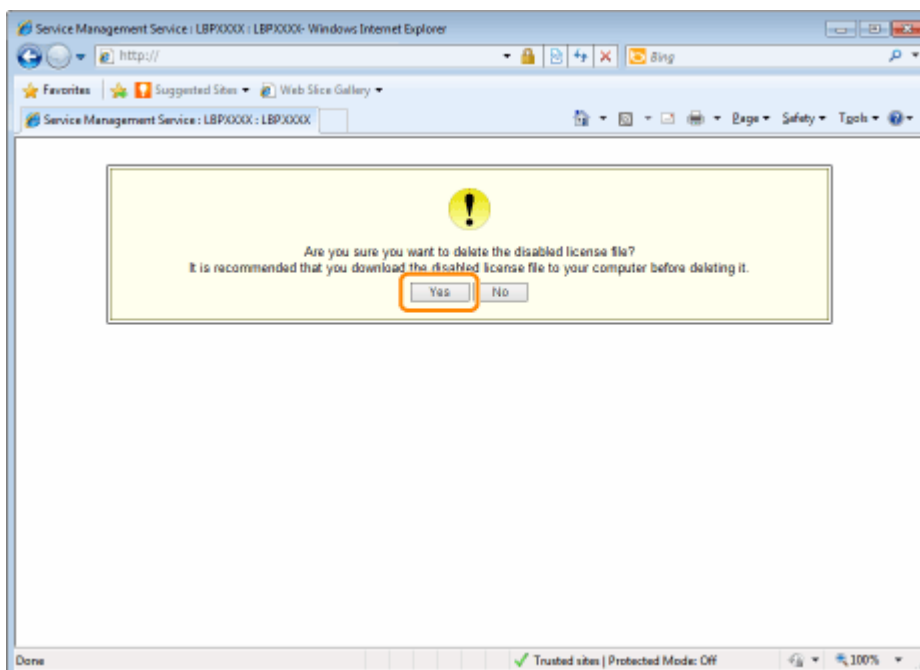 Service Management Service : LBPXXXX : LBPXXXX- Windows Internet Explorer
http://
Bing
Favorites Suggested Sites Web Slice Gallery
Service Management Service : LBPXXXX : LBPXXXX
Page Safety Tools
Are you sure you want to delete the disabled license file?
It is recommended that you download the disabled license file to your computer before deleting it.
Yes No
Done Trusted sites | Protected Mode: Off 100%